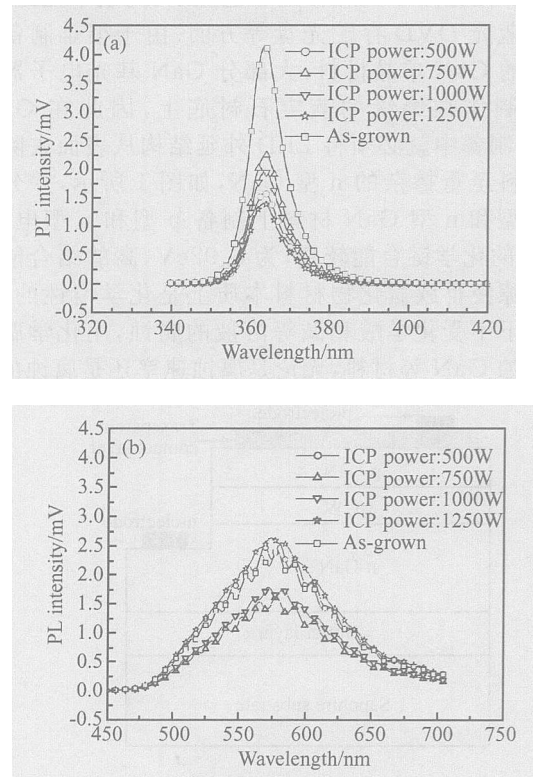 (a)
ICP power:500W
ICP power:750W
ICP power:1000W
ICP power:1250W
As-grown
PL intensity/mV
4.5
4.0
3.5
3.0
2.5
2.0
1.5
1.0
0.5
0.0
-0.5
320
340
360
380
400
420
Wavelength/nm
(b)
ICP power:500W
ICP power:750W
ICP power:1000W
ICP power:1250W
As-grown
PL intensity/mV
4.5
4.0
3.5
3.0
2.5
2.0
1.5
1.0
0.5
0.0
-0.5
450
500
550
600
650
700
750
Wavelength/nm